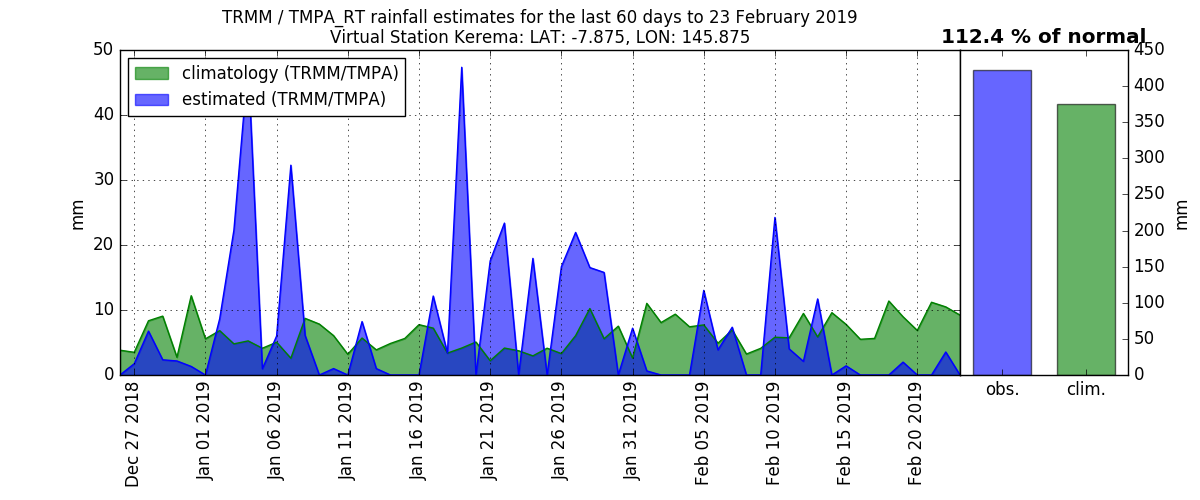 TRMM / TMPA_RT rainfall estimates for the last 60 days to 23 February 2019
Virtual Station Kerema: LAT: -7.875, LON: 145.875
112.4 % of normal
climatology (TRMM/TMPA)
estimated (TRMM/TMPA)
50
40
30
20
10
0
mm
450
400
350
300
250
200
150
100
50
0
mm
obs.
clim.
Dec 27 2018
Jan 01 2019
Jan 06 2019
Jan 11 2019
Jan 16 2019
Jan 21 2019
Jan 26 2019
Jan 31 2019
Feb 05 2019
Feb 10 2019
Feb 15 2019
Feb 20 2019